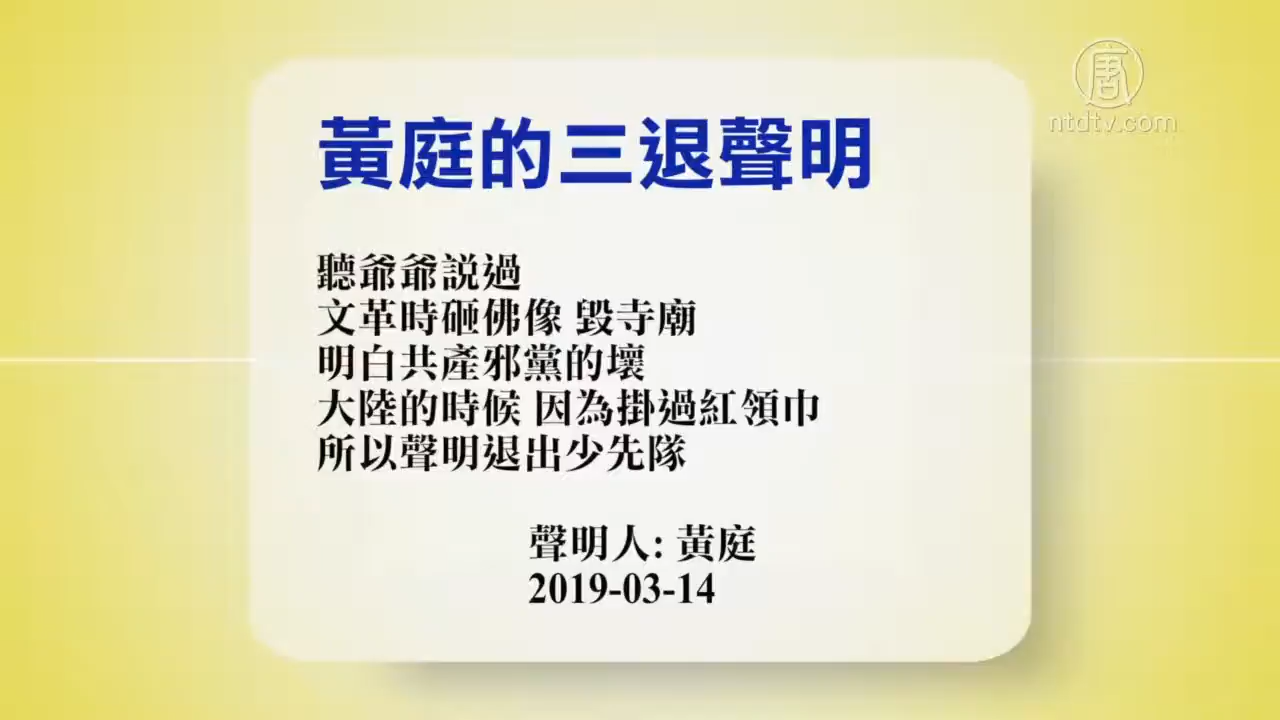 唐
ntdtv.com
黃庭的三退聲明
聽爺爺説過
文革時砸佛像 毀寺廟
明白共產邪黨的壞
大陸的時候 因為掛過紅領巾
所以聲明退出少先隊
聲明人: 黃庭
2019-03-14